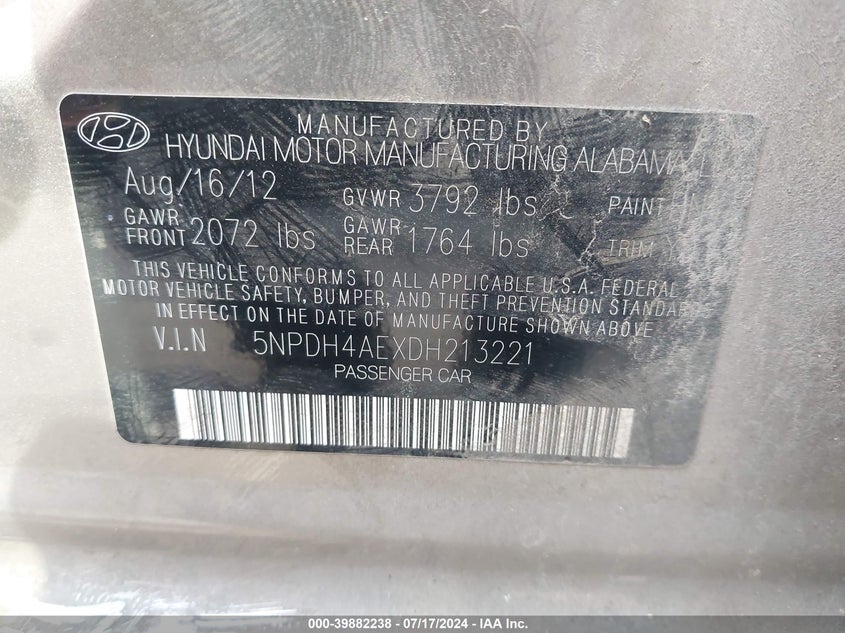 MANUFACTURED BY
HYUNDAI MOTOR MANUFACTURING ALABAMA,
Aug/16/12 GVWR 3792 lbs PAINT
GAWR FRONT 2072 lbs GAWR REAR 1764 lbs TRIM
THIS VEHICLE CONFORMS TO ALL APPLICABLE U.S.A. FEDERAL
MOTOR VEHICLE SAFETY, BUMPER, AND THEFT PREVENTION STANDARDS
IN EFFECT ON THE DATE OF MANUFACTURE SHOWN ABOVE
V.I.N 5NPDH4AEXDH213221
PASSENGER CAR
000-39882238 - 07/17/2024 - IAA Inc.